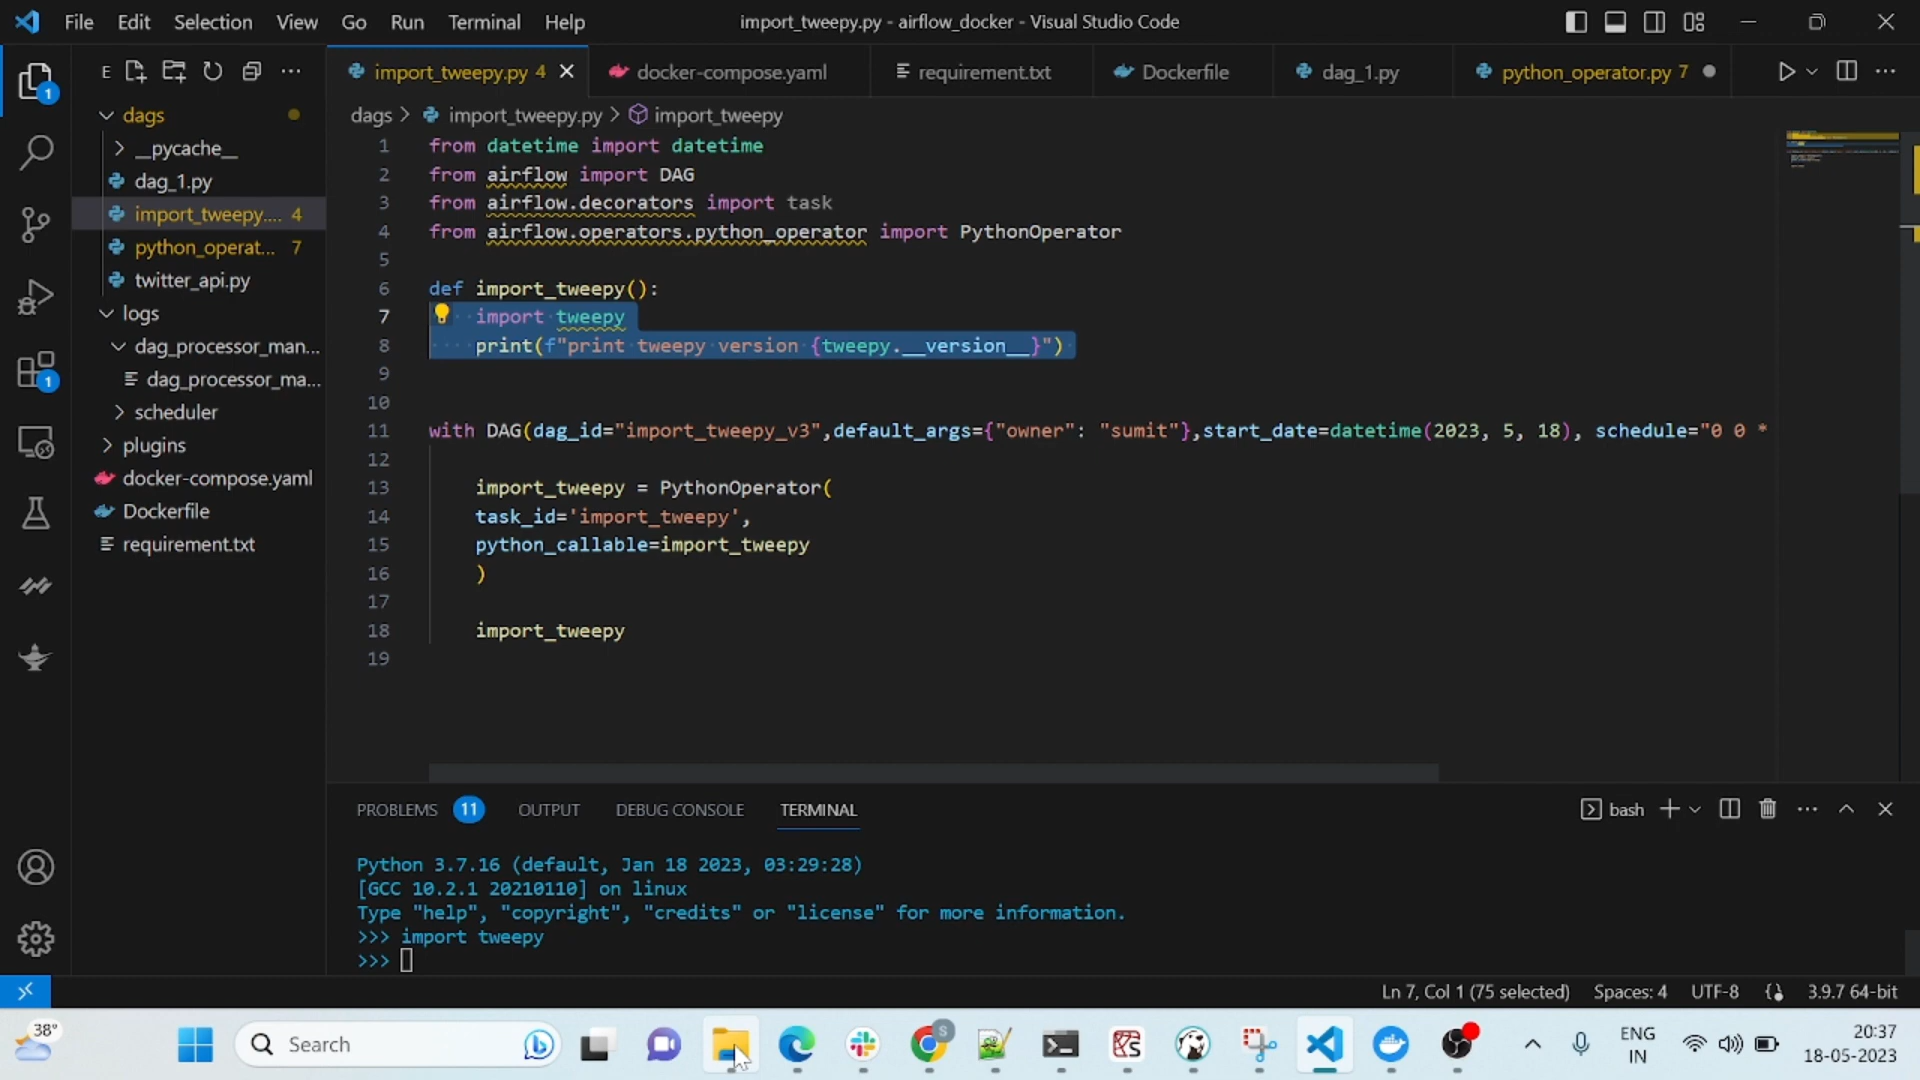 File Edit Selection View Go Run Terminal Help import_tweepy.py - airflow_docker - Visual Studio Code
E
import_tweepy.py 4 docker-compose.yaml requirement.txt Dockerfile dag_1.py python_operator.py 7
dags > import_tweepy.py > import_tweepy
1
dags
__pycache__
dag_1.py
import_tweepy.... 4
python_operat... 7
twitter_api.py
logs
dag_processor_man...
dag_processor_ma...
scheduler
plugins
docker-compose.yaml
Dockerfile
requirement.txt
1
1 from datetime import datetime
2 from airflow import DAG
3 from airflow.decorators import task
4 from airflow.operators.python_operator import PythonOperator
5
6 def import_tweepy():
7 import tweepy
8 print(f"print tweepy version {tweepy.__version__}")
9
10
11 with DAG(dag_id="import_tweepy_v3",default_args={"owner": "sumit"},start_date=datetime(2023, 5, 18), schedule="0 0 *
12
13 import_tweepy = PythonOperator(
14 task_id='import_tweepy',
15 python_callable=import_tweepy
16 )
17
18 import_tweepy
19
PROBLEMS 11 OUTPUT DEBUG CONSOLE TERMINAL bash
Python 3.7.16 (default, Jan 18 2023, 03:29:28)
[GCC 10.2.1 20210110] on linux
Type "help", "copyright", "credits" or "license" for more information.
>>> import tweepy
>>>
Ln 7, Col 1 (75 selected) Spaces: 4 UTF-8 3.9.7 64-bit
38°
Search
S
ENG
IN
20:37
18-05-2023